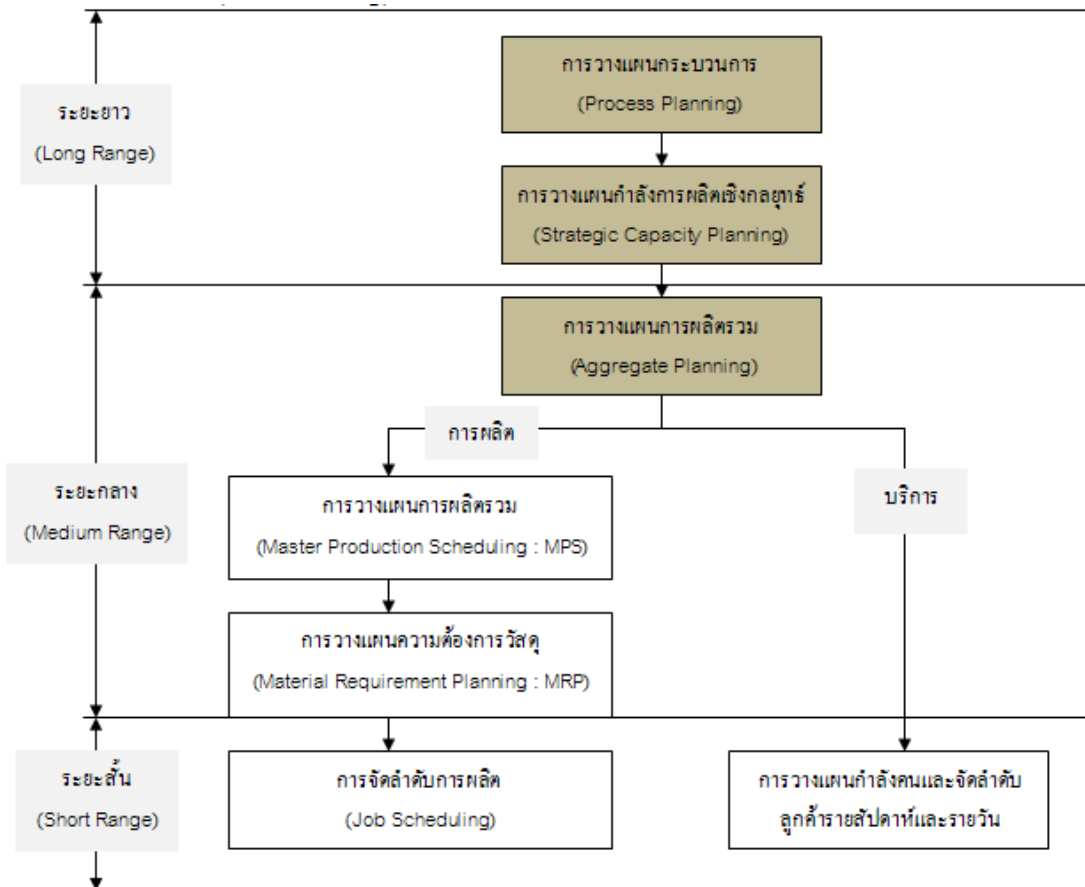 การวางแผนกระบวนการ
(Process Planning)
ระยะยาว
(Long Range)
การวางแผนกำลังการผลิตเชิงกลยุทธ์
(Strategic Capacity Planning)
การวางแผนการผลิตรวม
(Aggregate Planning)
การผลิต
ระยะกลาง
(Medium Range)
การวางแผนการผลิตรวม
(Master Production Scheduling : MPS)
บริการ
การวางแผนความต้องการวัสดุ
(Material Requirement Planning : MRP)
ระยะสั้น
(Short Range)
การจัดลำดับการผลิต
(Job Scheduling)
การวางแผนกำลังคนและจัดลำดับ
ลูกค้ารายสัปดาห์และรายวัน